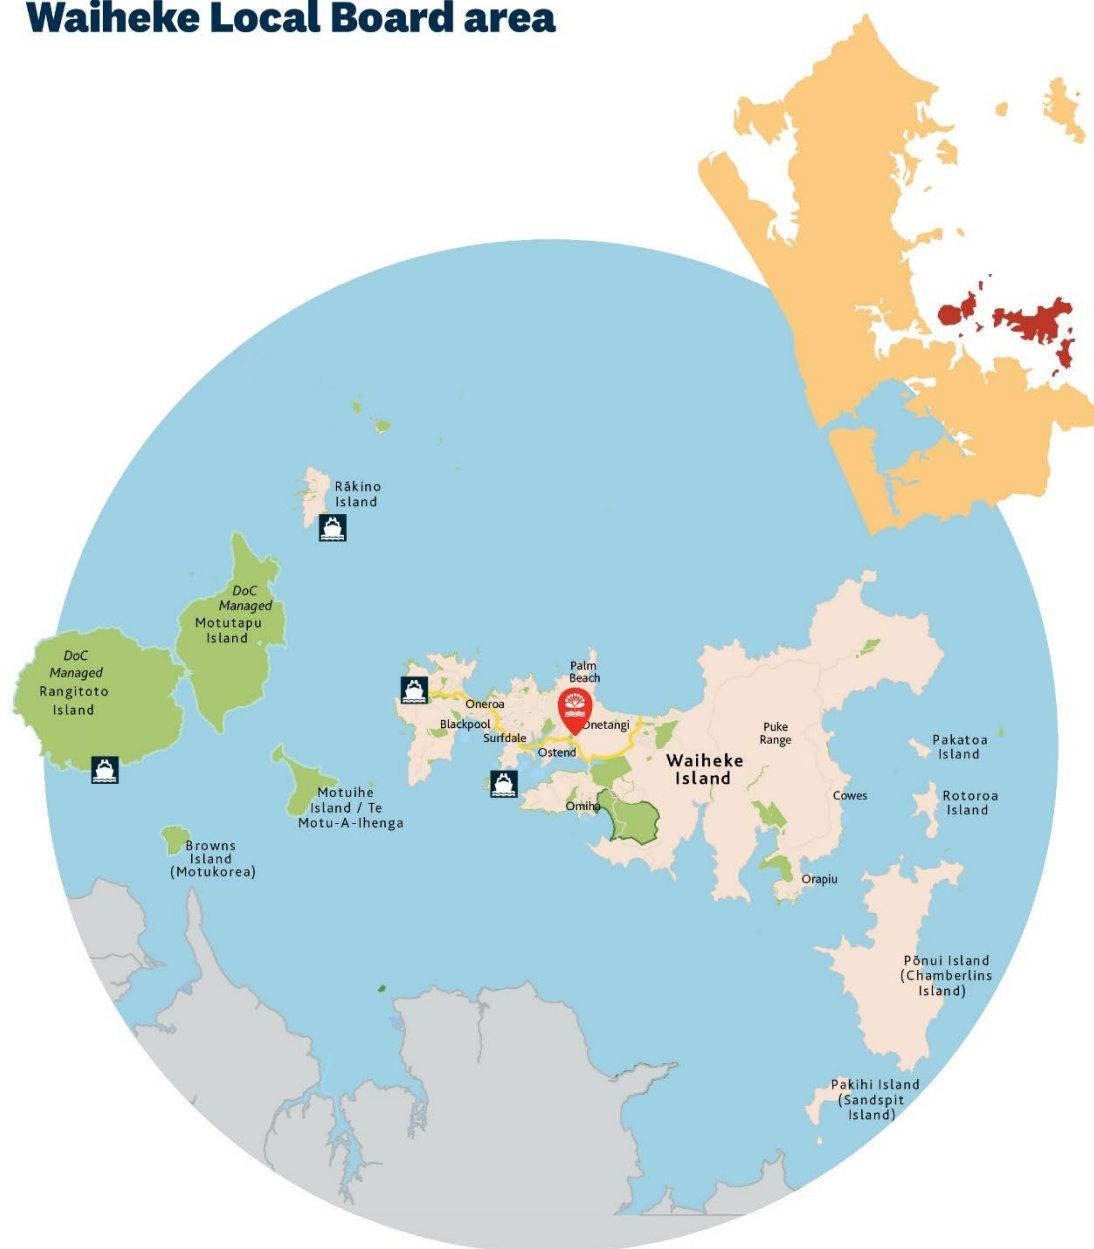 Waiheke Local Board area
Rākino
Island
DoC
Managed
Motutapu
Island
DoC
Managed
Rangitoto
Island
Palm
Beach
Oneroa
Blackpool
Surfdale
Onetangi
Ostend
Waiheke
Island
Puke
Range
Pakatoa
Island
Motuihe
Island / Te
Motu-A-Ihenga
Omiha
Cowes
Rotoroa
Island
Browns
Island
(Motukorea)
Orapiu
Pōnui Island
(Chamberlins
Island)
Pakihi Island
(Sandspit
Island)